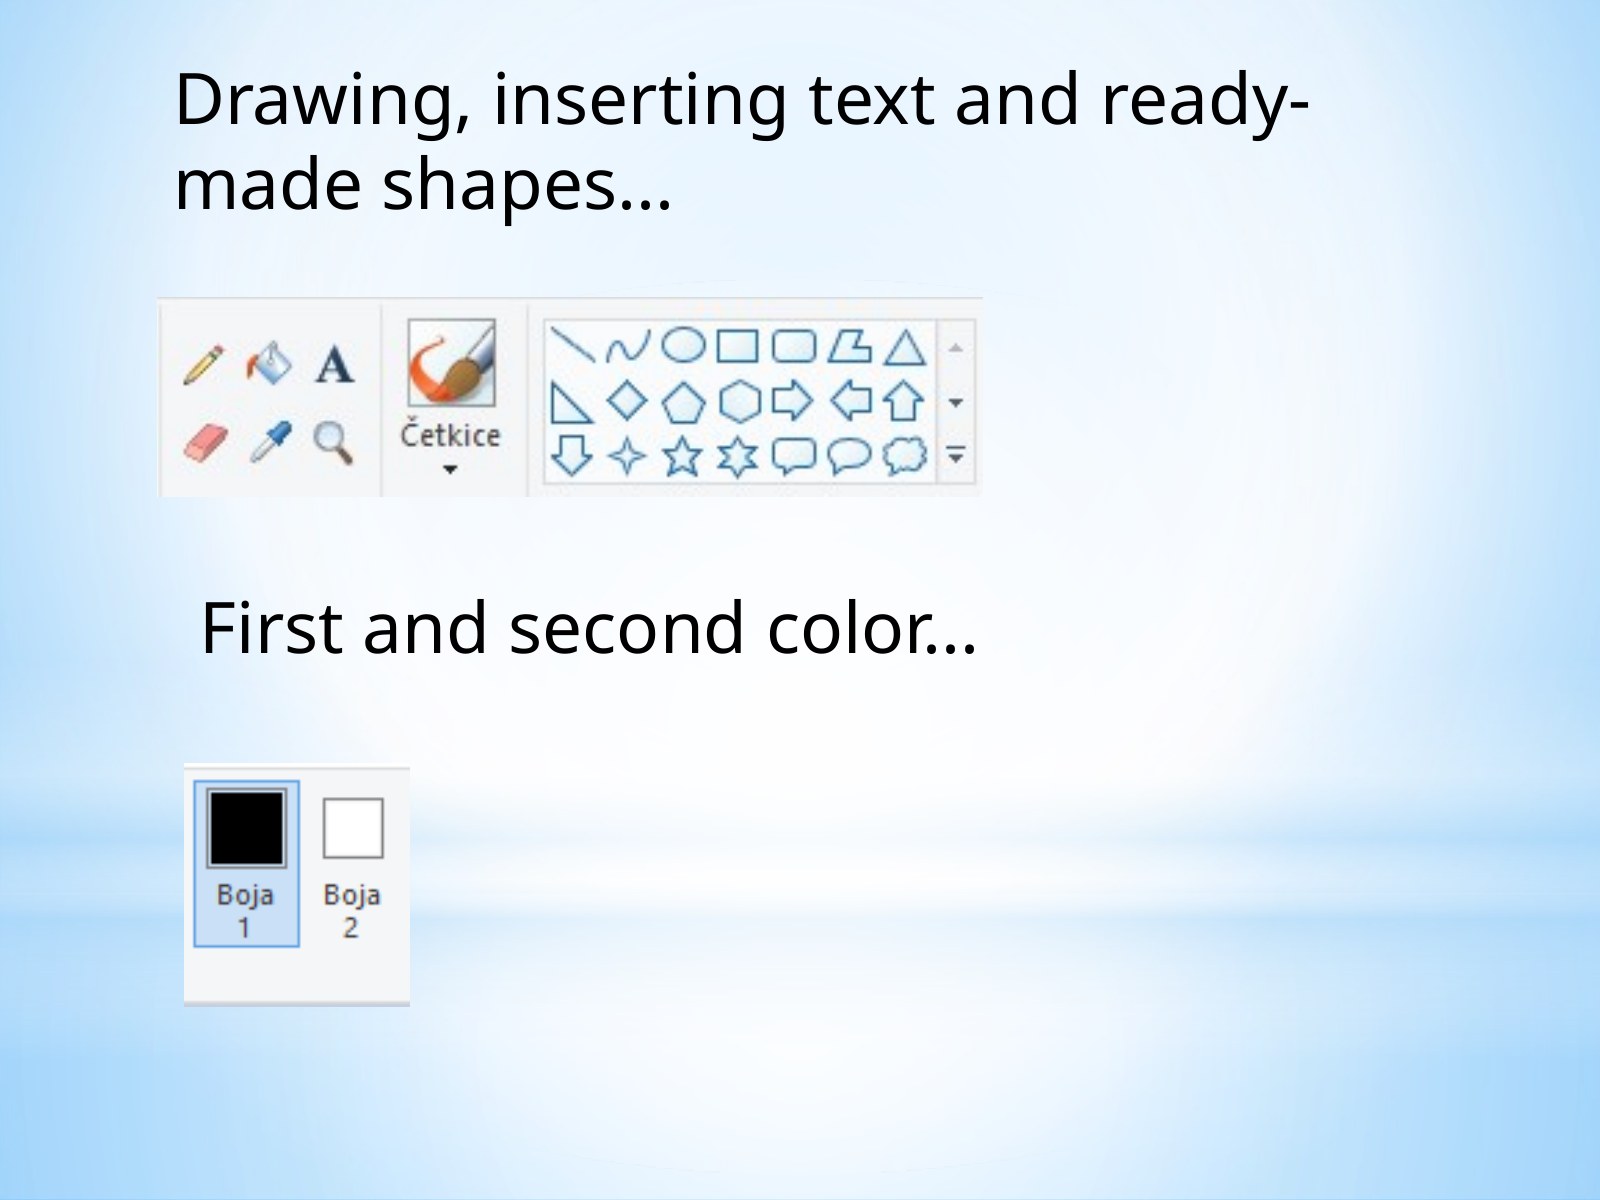 Drawing, inserting text and ready-
made shapes...
A
Četkice
First and second color...
Boja Boja
1 2